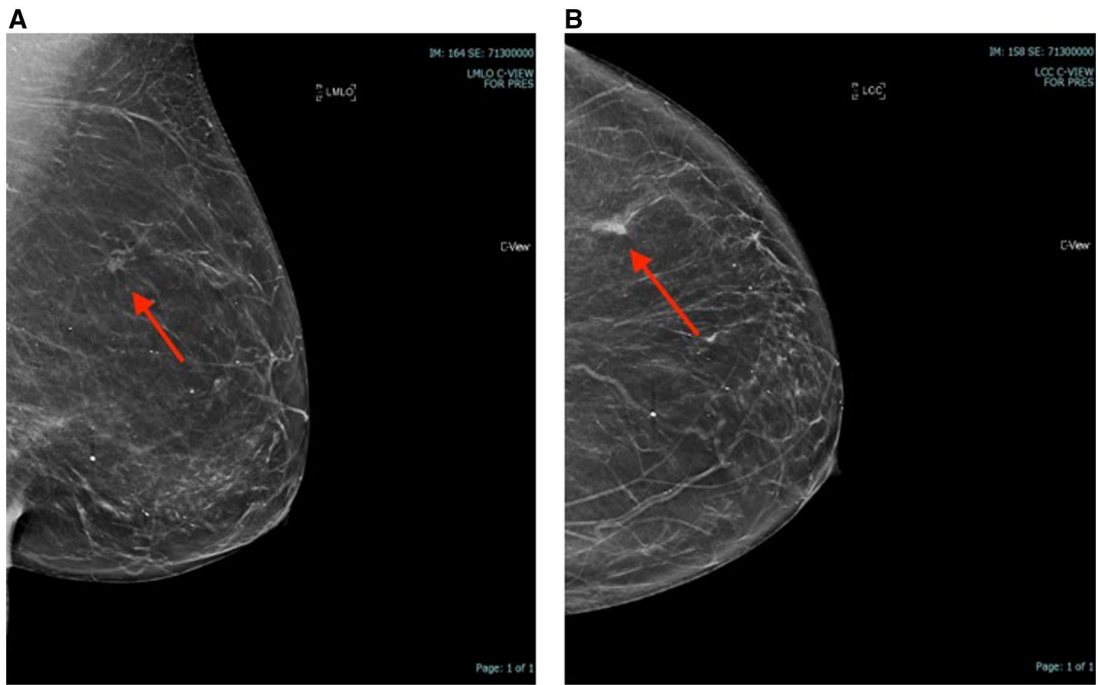 A
IM: 164 SE: 71300000
LMLO C-VIEW
FOR PRES
LMLO
C-View
Page: 1 of 1
B
IM: 158 SE: 71300000
LCC C-VIEW
FOR PRES
LCC
C-View
Page: 1 of 1